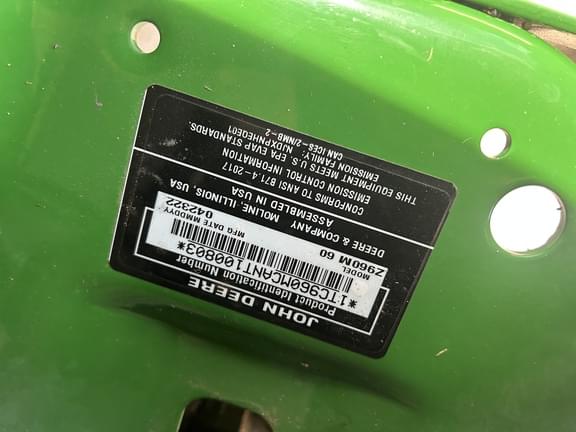 JOHN DEERE
Product Identification Number
*1TC960MCANT100803*
MODEL MFG DATE MMDDYY
Z960M 60 042322
DEERE & COMPANY MOLINE, ILLINOIS, USA
ASSEMBLED IN USA
CONFORMS TO ANSI B71.4-2017
EMISSION CONTROL INFORMATION
THIS EQUIPMENT MEETS U.S. EPA EVAP STANDARDS.
EMISSION FAMILY: NJDXPNHEQE01
CAN ICES-2/NMB-2